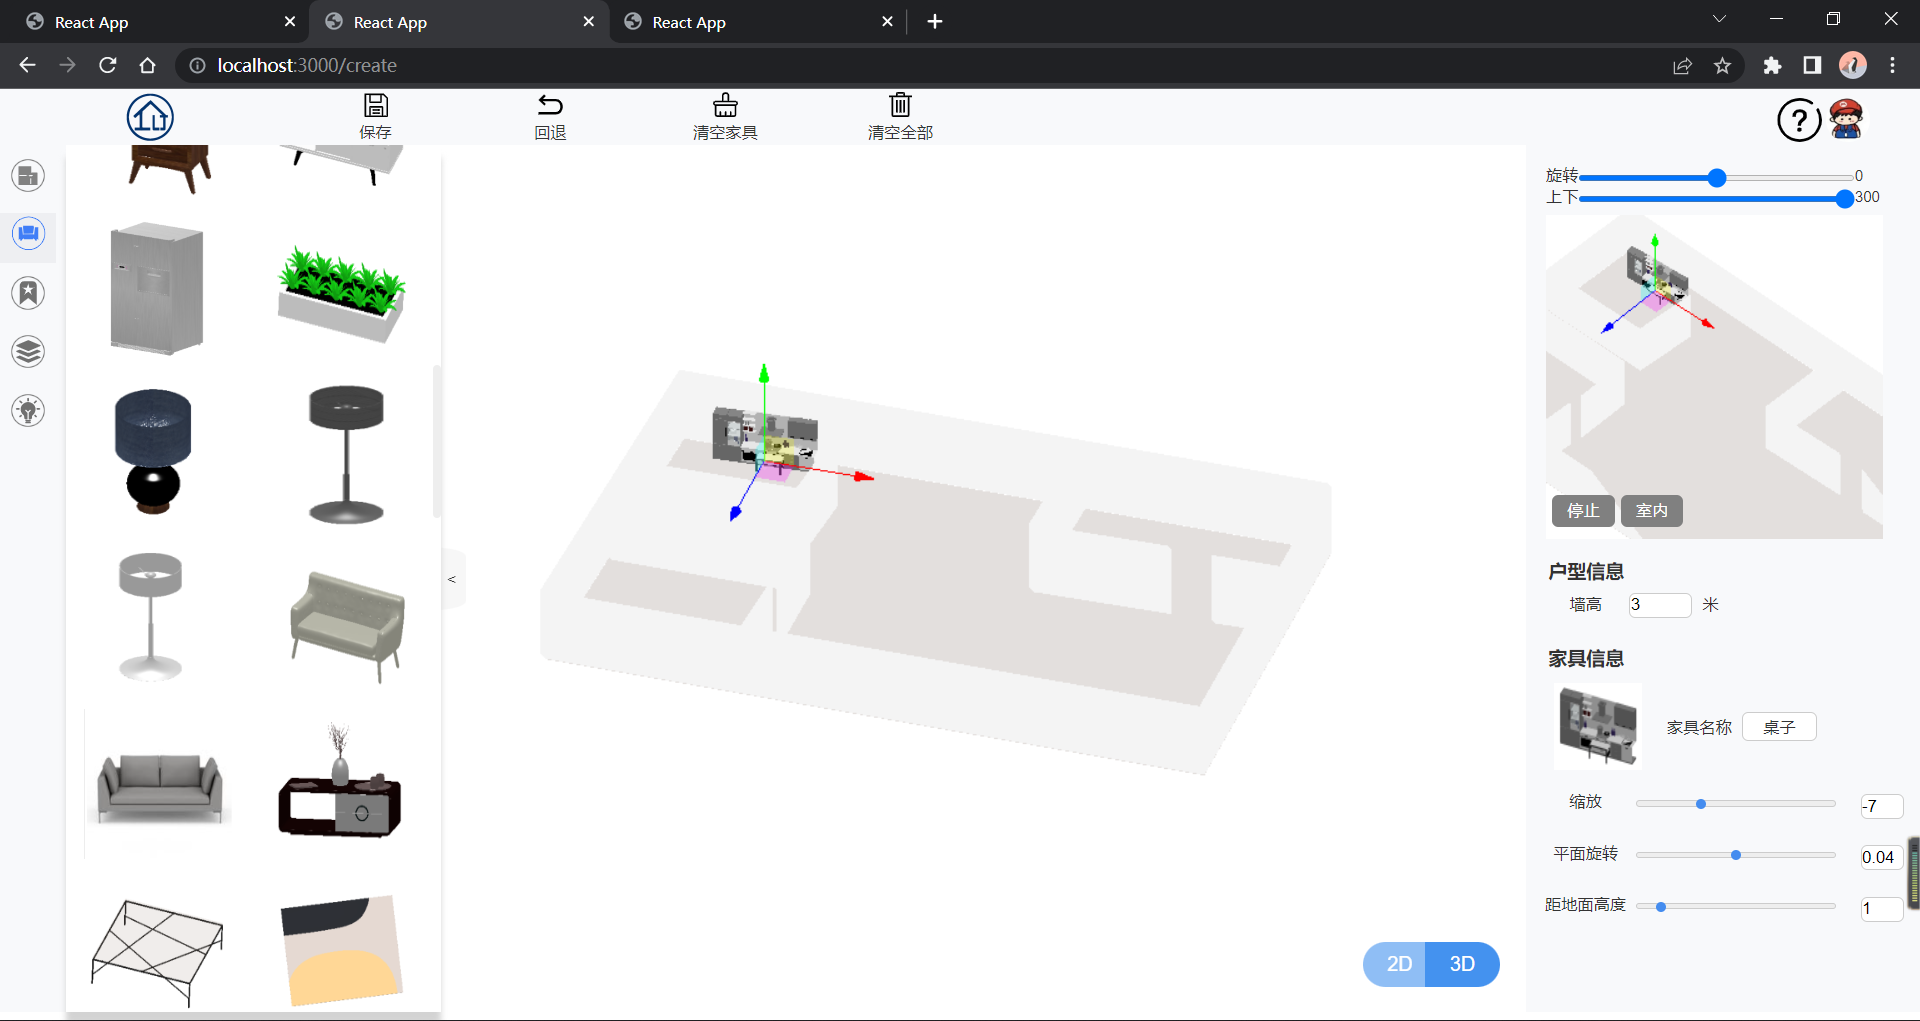 React App
React App
React App
localhost:3000/create
保存
回退
清空家具
清空全部
旋转
0
上下
300
停止
室内
户型信息
墙高
3
米
家具信息
家具名称
桌子
缩放
-7
平面旋转
0.04
距地面高度
1
<
2D
3D